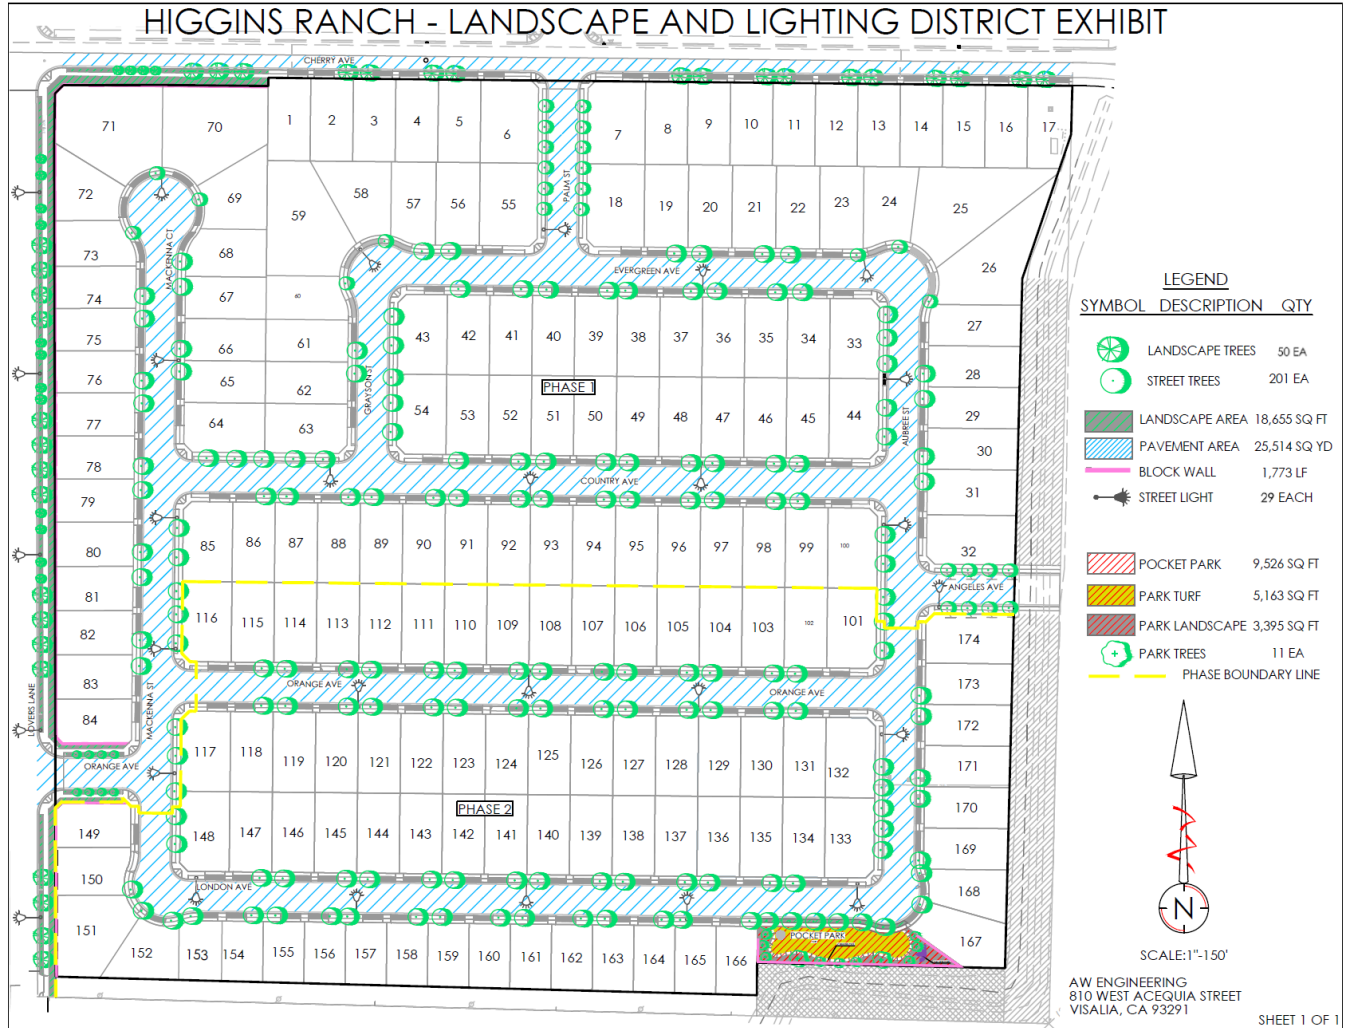 HIGGINS RANCH - LANDSCAPE AND LIGHTING DISTRICT EXHIBIT
CHERRY AVE
71 70 1 2 3 4 5 6 7 8 9 10 11 12 13 14 15 16 17
PALM ST
72 69 59 58 57 56 55 18 19 20 21 22 23 24 25
MACKENNA CT
73 68 26
EVERGREEN AVE
74 67 60 27
75 66 61 43 42 41 40 39 38 37 36 35 34 33
28
76 65 62
PHASE 1
GRAYSON ST
AUBREE ST
77 64 63 54 53 52 51 50 49 48 47 46 45 44 29
30
78
COUNTRY AVE
79 31
80 85 86 87 88 89 90 91 92 93 94 95 96 97 98 99 100 32
ANGELES AVE
81
82 116 115 114 113 112 111 110 109 108 107 106 105 104 103 102 101 174
83 173
ORANGE AVE
ORANGE AVE
LOVERS LANE
MACKENNA ST
84 172
117 118 119 120 121 122 123 124 125 126 127 128 129 130 131 132 171
ORANGE AVE
PHASE 2
170
149 148 147 146 145 144 143 142 141 140 139 138 137 136 135 134 133 169
150 168
LONDON AVE
151 167
POCKET PARK
152 153 154 155 156 157 158 159 160 161 162 163 164 165 166
LEGEND
SYMBOL DESCRIPTION QTY
LANDSCAPE TREES 50 EA
STREET TREES 201 EA
LANDSCAPE AREA 18,655 SQ FT
PAVEMENT AREA 25,514 SQ YD
BLOCK WALL 1,773 LF
STREET LIGHT 29 EACH
POCKET PARK 9,526 SQ FT
PARK TURF 5,163 SQ FT
PARK LANDSCAPE 3,395 SQ FT
PARK TREES 11 EA
PHASE BOUNDARY LINE
N
SCALE:1"-150'
AW ENGINEERING
810 WEST ACEQUIA STREET
VISALIA, CA 93291
SHEET 1 OF 1